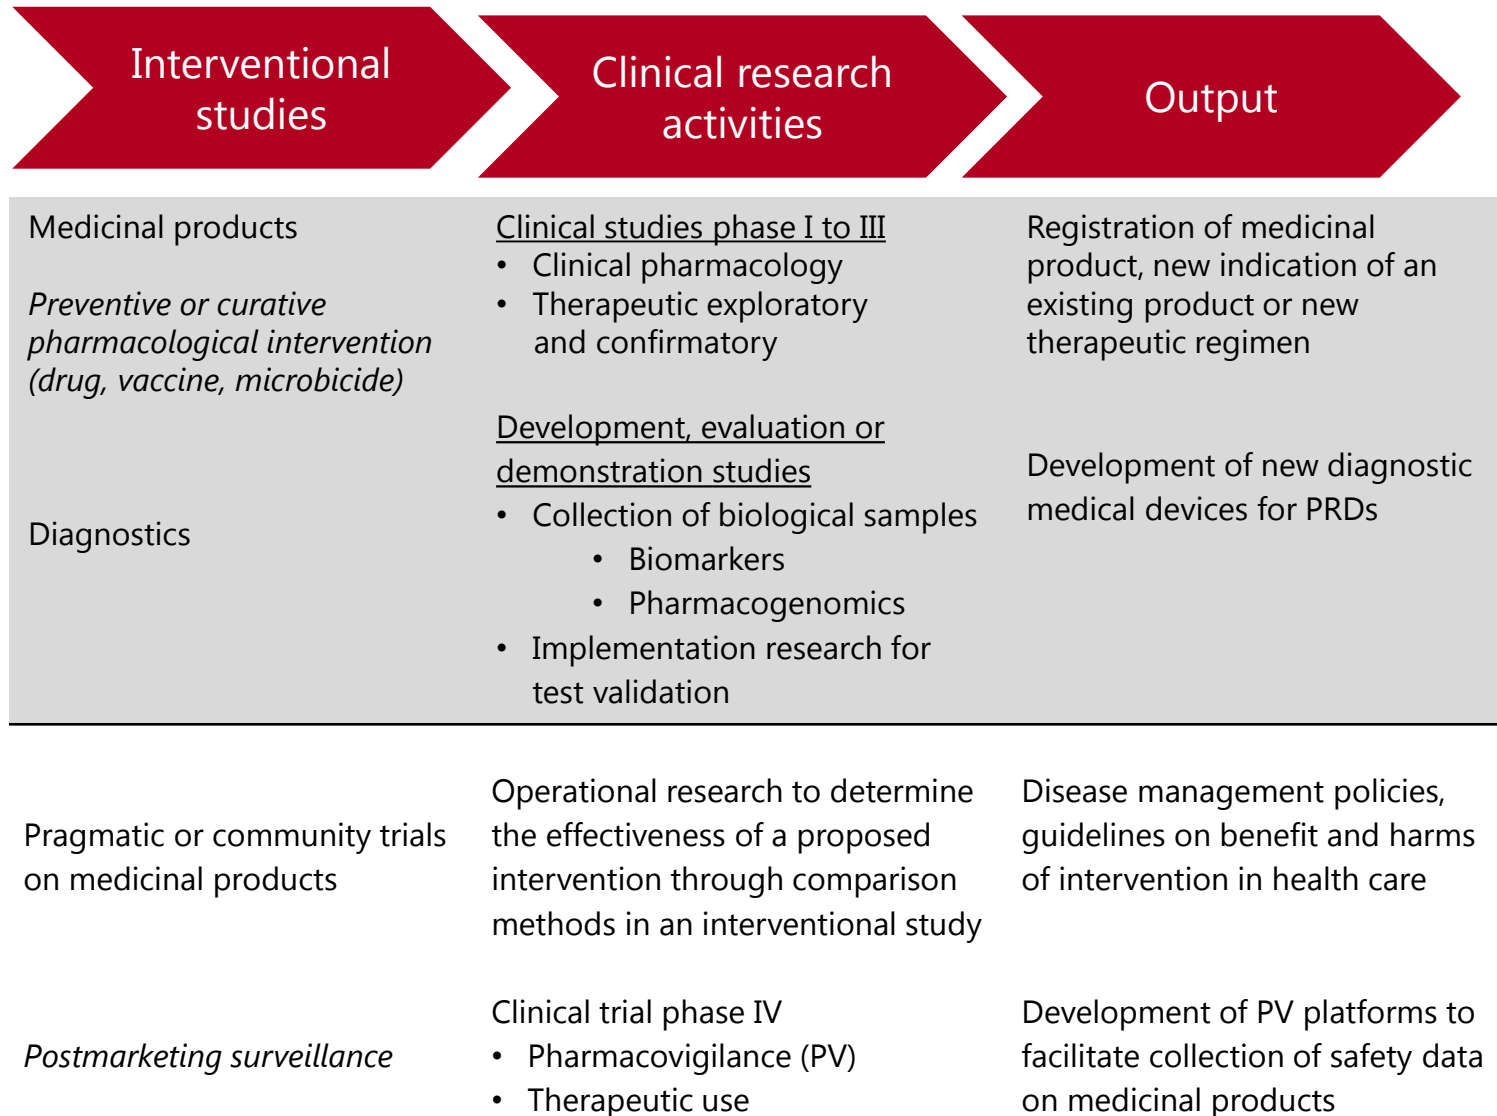 Interventional
studies
Clinical research
activities
Output
Medicinal products
Preventive or curative
pharmacological intervention
(drug, vaccine, microbicide)
Clinical studies phase I to III
• Clinical pharmacology
• Therapeutic exploratory
and confirmatory
Registration of medicinal
product, new indication of an
existing product or new
therapeutic regimen
Diagnostics
Development, evaluation or
demonstration studies
• Collection of biological samples
• Biomarkers
• Pharmacogenomics
• Implementation research for
test validation
Development of new diagnostic
medical devices for PRDs
Pragmatic or community trials
on medicinal products
Operational research to determine
the effectiveness of a proposed
intervention through comparison
methods in an interventional study
Disease management policies,
guidelines on benefit and harms
of intervention in health care
Postmarketing surveillance
Clinical trial phase IV
• Pharmacovigilance (PV)
• Therapeutic use
Development of PV platforms to
facilitate collection of safety data
on medicinal products